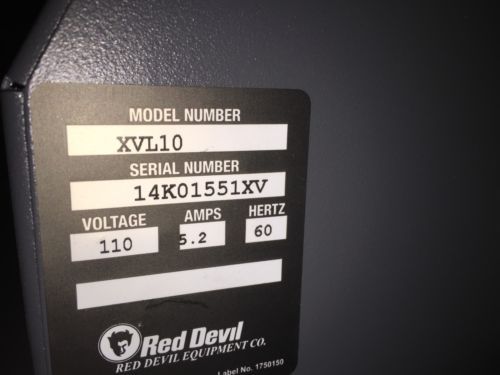 MODEL NUMBER
XVL10
SERIAL NUMBER
14K01551XV
VOLTAGE AMPS HERTZ
110 5.2 60
Red Devil
RED DEVIL EQUIPMENT CO.
Label No. 1750150